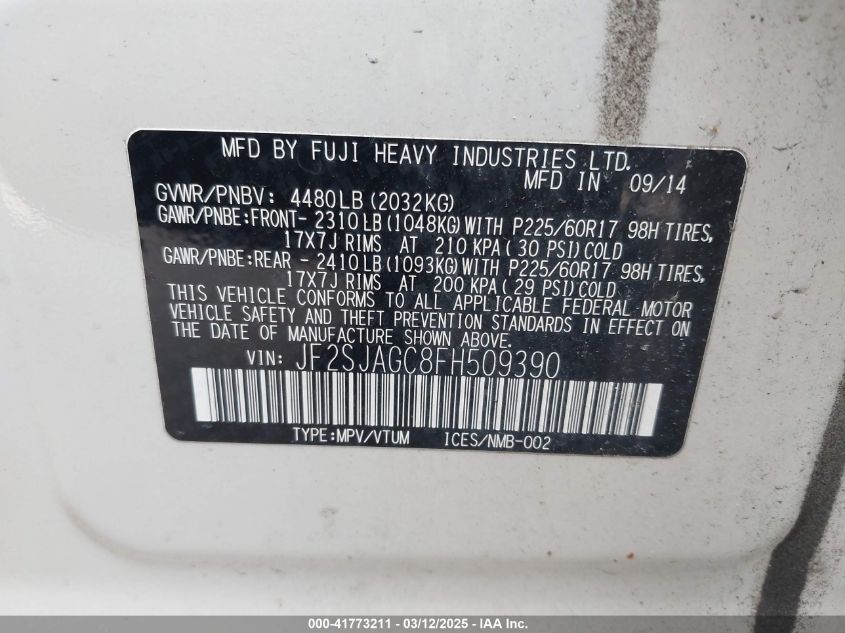 MFD BY FUJI HEAVY INDUSTRIES LTD.
MFD IN 09/14
GVWR/PNBV: 4480LB (2032KG)
GAWR/PNBE:FRONT- 2310LB (1048KG) WITH P225/60R17 98H TIRES,
17X7J RIMS AT 210 KPA ( 30 PSI) COLD
GAWR/PNBE:REAR - 2410LB (1093KG) WITH P225/60R17 98H TIRES,
17X7J RIMS AT 200 KPA ( 29 PSI) COLD.
THIS VEHICLE CONFORMS TO ALL APPLICABLE FEDERAL MOTOR
VEHICLE SAFETY AND THEFT PREVENTION STANDARDS IN EFFECT ON
THE DATE OF MANUFACTURE SHOWN ABOVE.
VIN: JF2SJAGC8FH509390
TYPE:MPV/VTUM ICES/NMB-002
000-41773211 - 03/12/2025 - IAAI.com